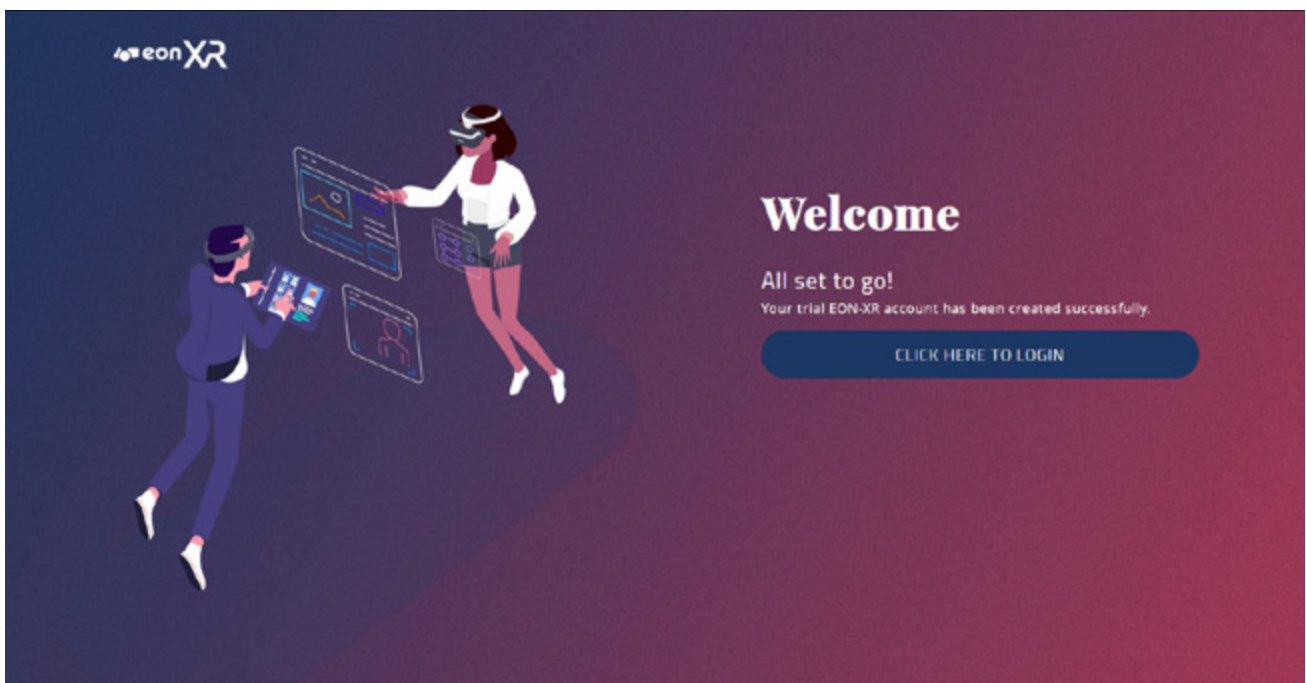 eonXR
Welcome
All set to go!
Your trial EON-XR account has been created successfully.
CLICK HERE TO LOGIN